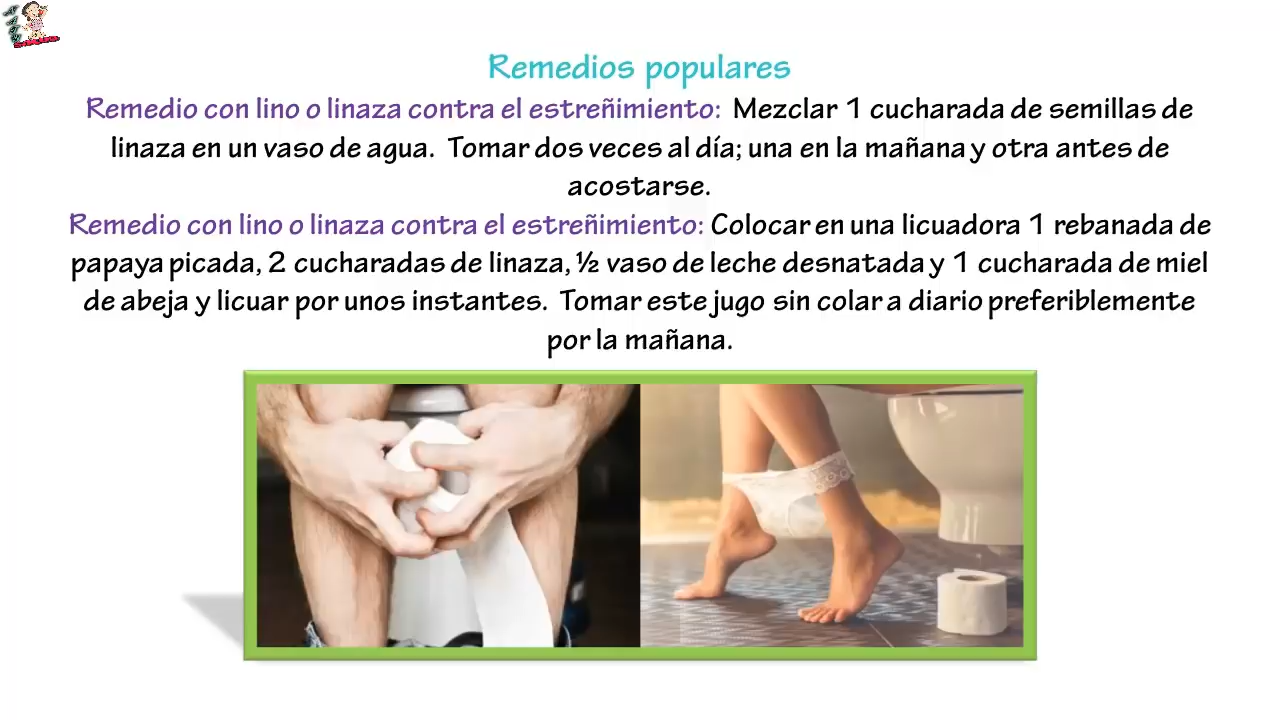 Remedios populares
Remedio con lino o linaza contra el estreñimiento: Mezclar 1 cucharada de semillas de
linaza en un vaso de agua. Tomar dos veces al día; una en la mañana y otra antes de
acostarse.
Remedio con lino o linaza contra el estreñimiento: Colocar en una licuadora 1 rebanada de
papaya picada, 2 cucharadas de linaza, ½ vaso de leche desnatada y 1 cucharada de miel
de abeja y licuar por unos instantes. Tomar este jugo sin colar a diario preferiblemente
por la mañana.